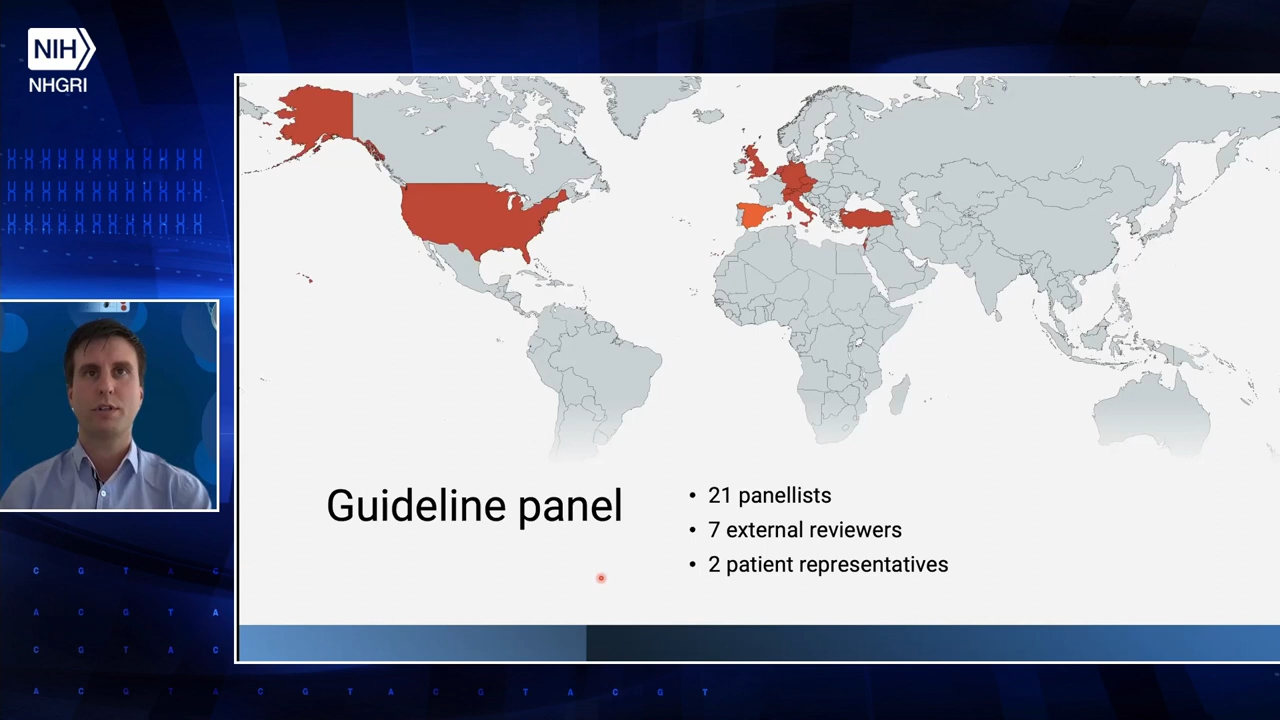 NIH
NHGRI
Guideline panel
• 21 panellists
• 7 external reviewers
• 2 patient representatives
C G T A C
A C G T A
C G T A C
A C G T A C G T A C G T A C G T